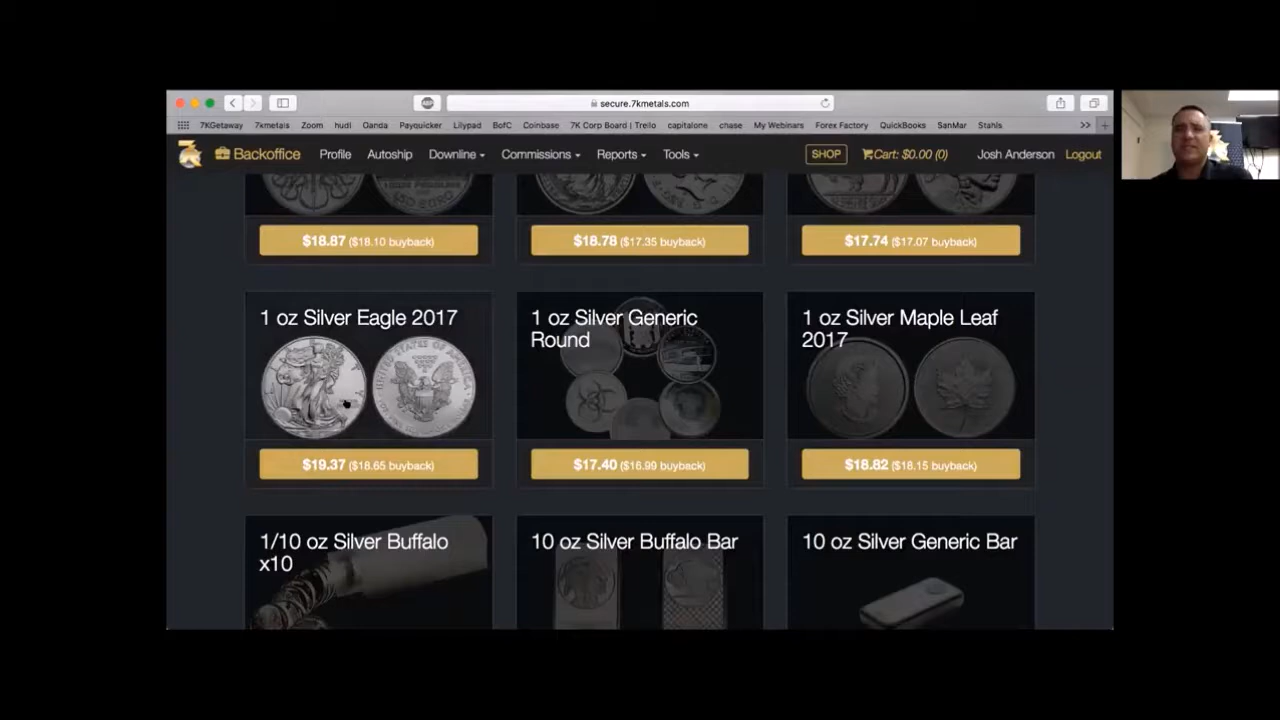 secure.7kmetals.com
7KGetaway 7kmetals Zoom hudl Oanda Payquicker Lilypad BofC Coinbase 7K Corp Board | Trello capitalone chase My Webinars Forex Factory QuickBooks SanMar Stahls
Backoffice Profile Autoship Downline Commissions Reports Tools SHOP Cart: $0.00 (0) Josh Anderson Logout
$18.87 ($18.10 buyback) $18.78 ($17.35 buyback) $17.74 ($17.07 buyback)
1 oz Silver Eagle 2017
1 oz Silver Generic
Round
1 oz Silver Maple Leaf
2017
$19.37 ($18.65 buyback) $17.40 ($16.99 buyback) $18.82 ($18.15 buyback)
1/10 oz Silver Buffalo
x10
10 oz Silver Buffalo Bar
10 oz Silver Generic Bar